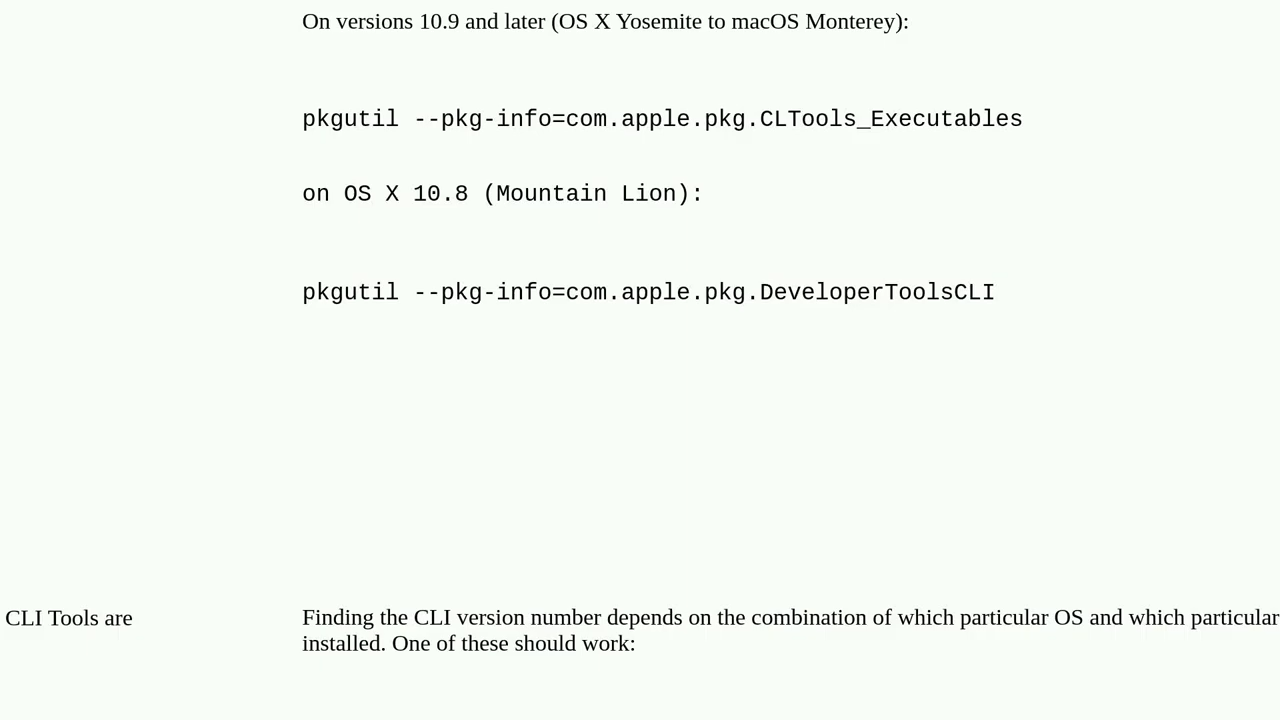 On versions 10.9 and later (OS X Yosemite to macOS Monterey):
pkgutil --pkg-info=com.apple.pkg.CLTools_Executables
on OS X 10.8 (Mountain Lion):
pkgutil --pkg-info=com.apple.pkg.DeveloperToolsCLI
CLI Tools are
Finding the CLI version number depends on the combination of which particular OS and which particular
installed. One of these should work: